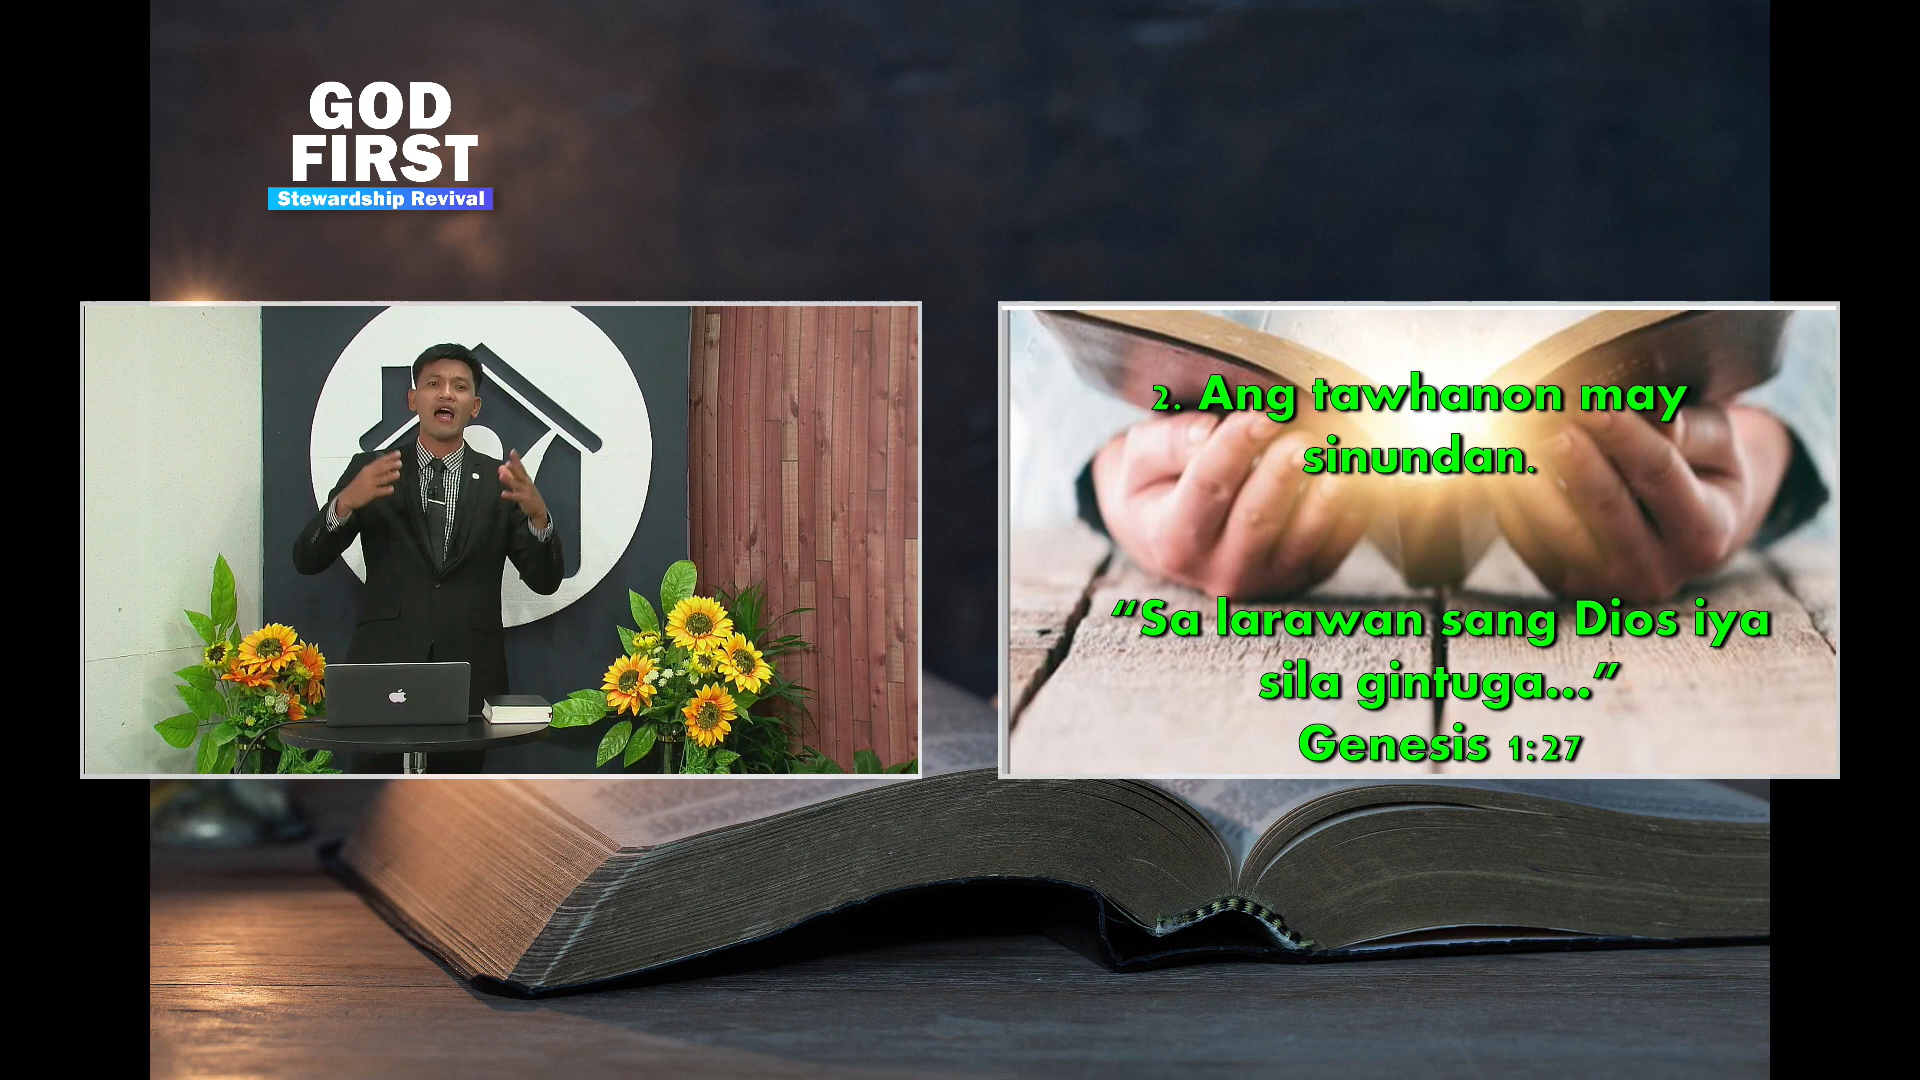 GOD
FIRST
Stewardship Revival
2. Ang tawhanon may
sinundan.
“Sa larawan sang Dios iya
sila gintuga...”
Genesis 1:27